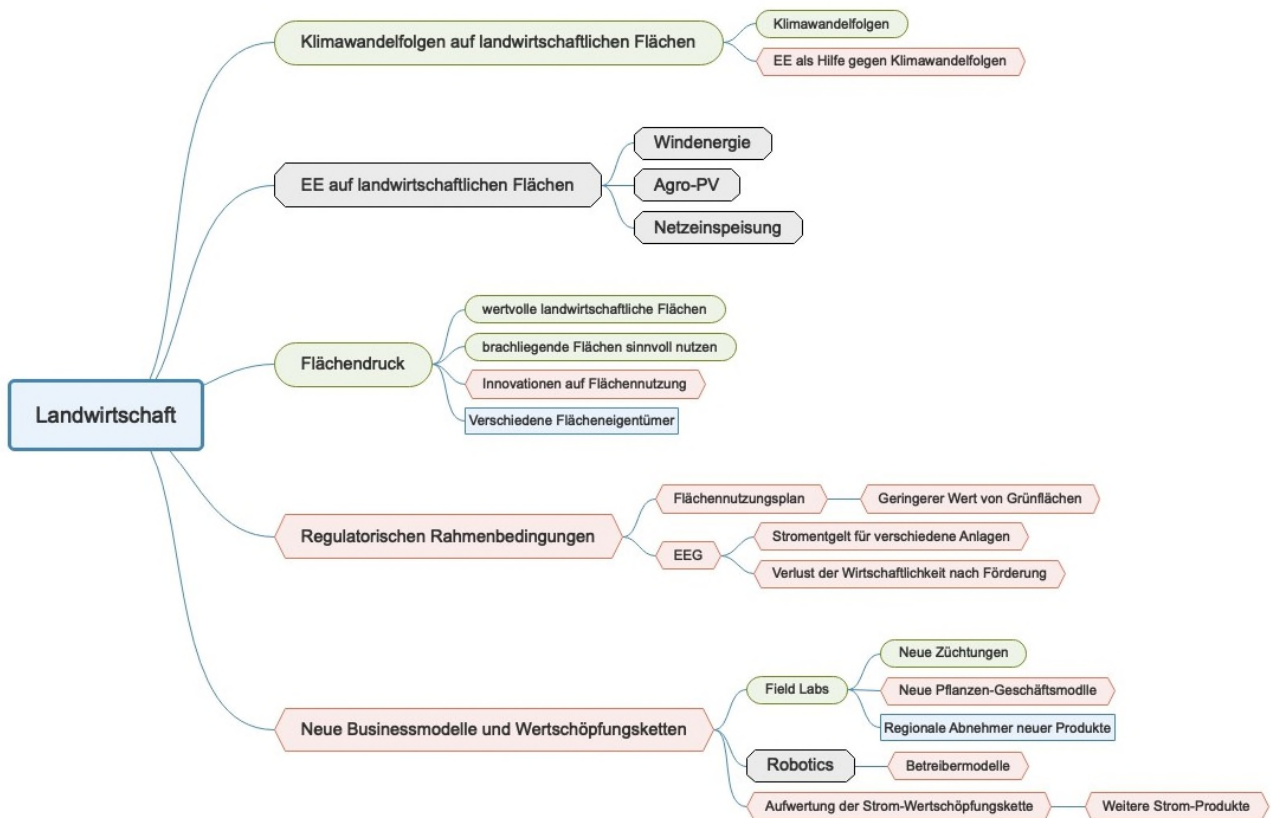 Landwirtschaft
Klimawandelfolgen auf landwirtschaftlichen Flächen
Klimawandelfolgen
EE als Hilfe gegen Klimawandelfolgen
EE auf landwirtschaftlichen Flächen
Windenergie
Agro-PV
Netzeinspeisung
Flächendruck
wertvolle landwirtschaftliche Flächen
brachliegende Flächen sinnvoll nutzen
Innovationen auf Flächennutzung
Verschiedene Flächeneigentümer
Regulatorischen Rahmenbedingungen
Flächennutzungsplan
Geringerer Wert von Grünflächen
EEG
Stromentgelt für verschiedene Anlagen
Verlust der Wirtschaftlichkeit nach Förderung
Neue Businessmodelle und Wertschöpfungsketten
Field Labs
Neue Züchtungen
Neue Pflanzen-Geschäftsmodlle
Regionale Abnehmer neuer Produkte
Robotics
Betreibermodelle
Aufwertung der Strom-Wertschöpfungskette
Weitere Strom-Produkte